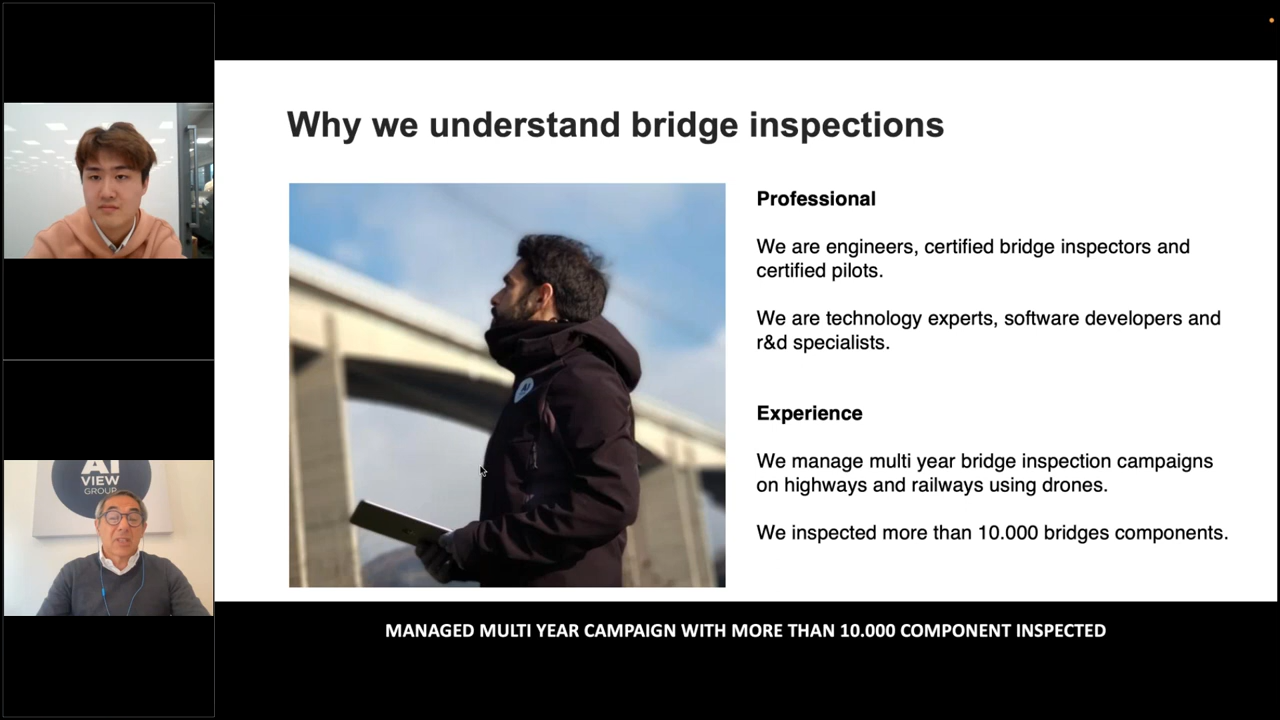 Why we understand bridge inspections
Professional
We are engineers, certified bridge inspectors and
certified pilots.
We are technology experts, software developers and
r&d specialists.
Experience
We manage multi year bridge inspection campaigns
on highways and railways using drones.
We inspected more than 10.000 bridges components.
AI
VIEW
GROUP
MANAGED MULTI YEAR CAMPAIGN WITH MORE THAN 10.000 COMPONENT INSPECTED